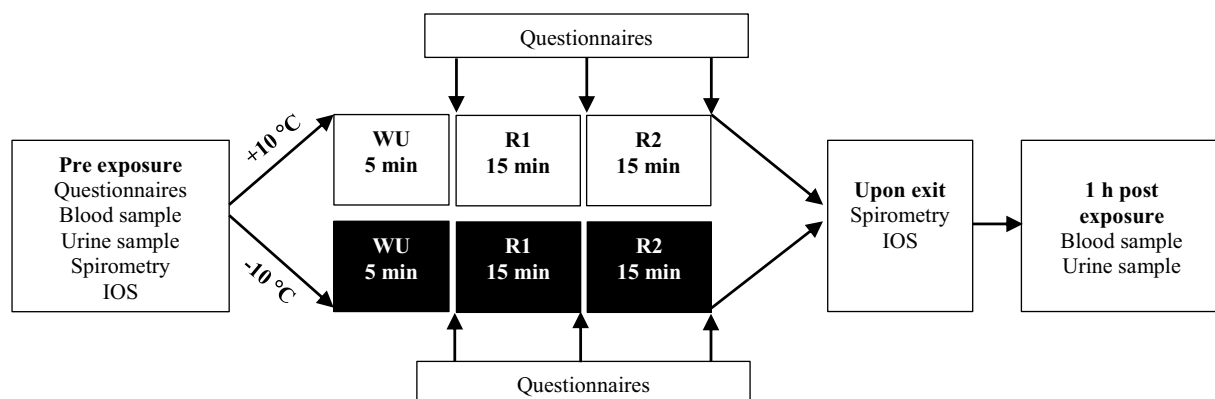 Questionnaires
Pre exposure
Questionnaires
Blood sample
Urine sample
Spirometry
IOS
+10 °C
-10 °C
WU
5 min
R1
15 min
R2
15 min
WU
5 min
R1
15 min
R2
15 min
Upon exit
Spirometry
IOS
1 h post
exposure
Blood sample
Urine sample
Questionnaires